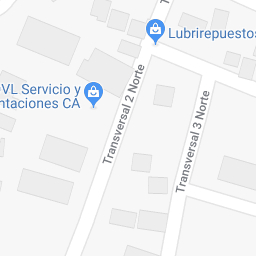 Lubrirepuestos
VL Servicio y
ntaciones CA
Transversal 2 Norte
Transversal 3 Norte